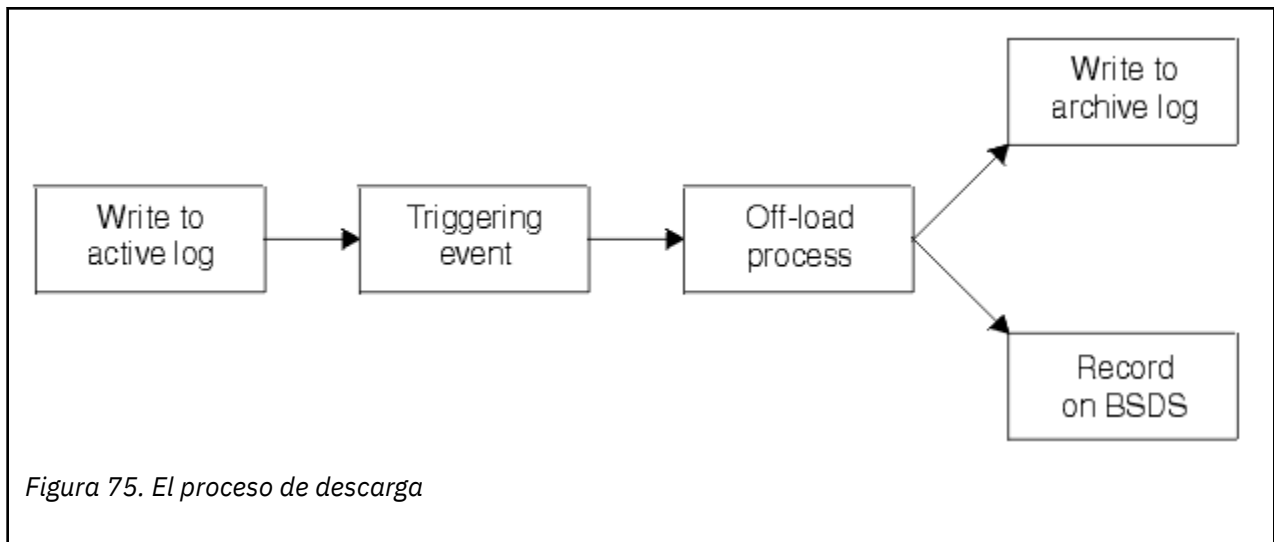 Write to
active log
Triggering
event
Off-load
process
Write to
archive log
Record
on BSDS
Figura 75. El proceso de descarga